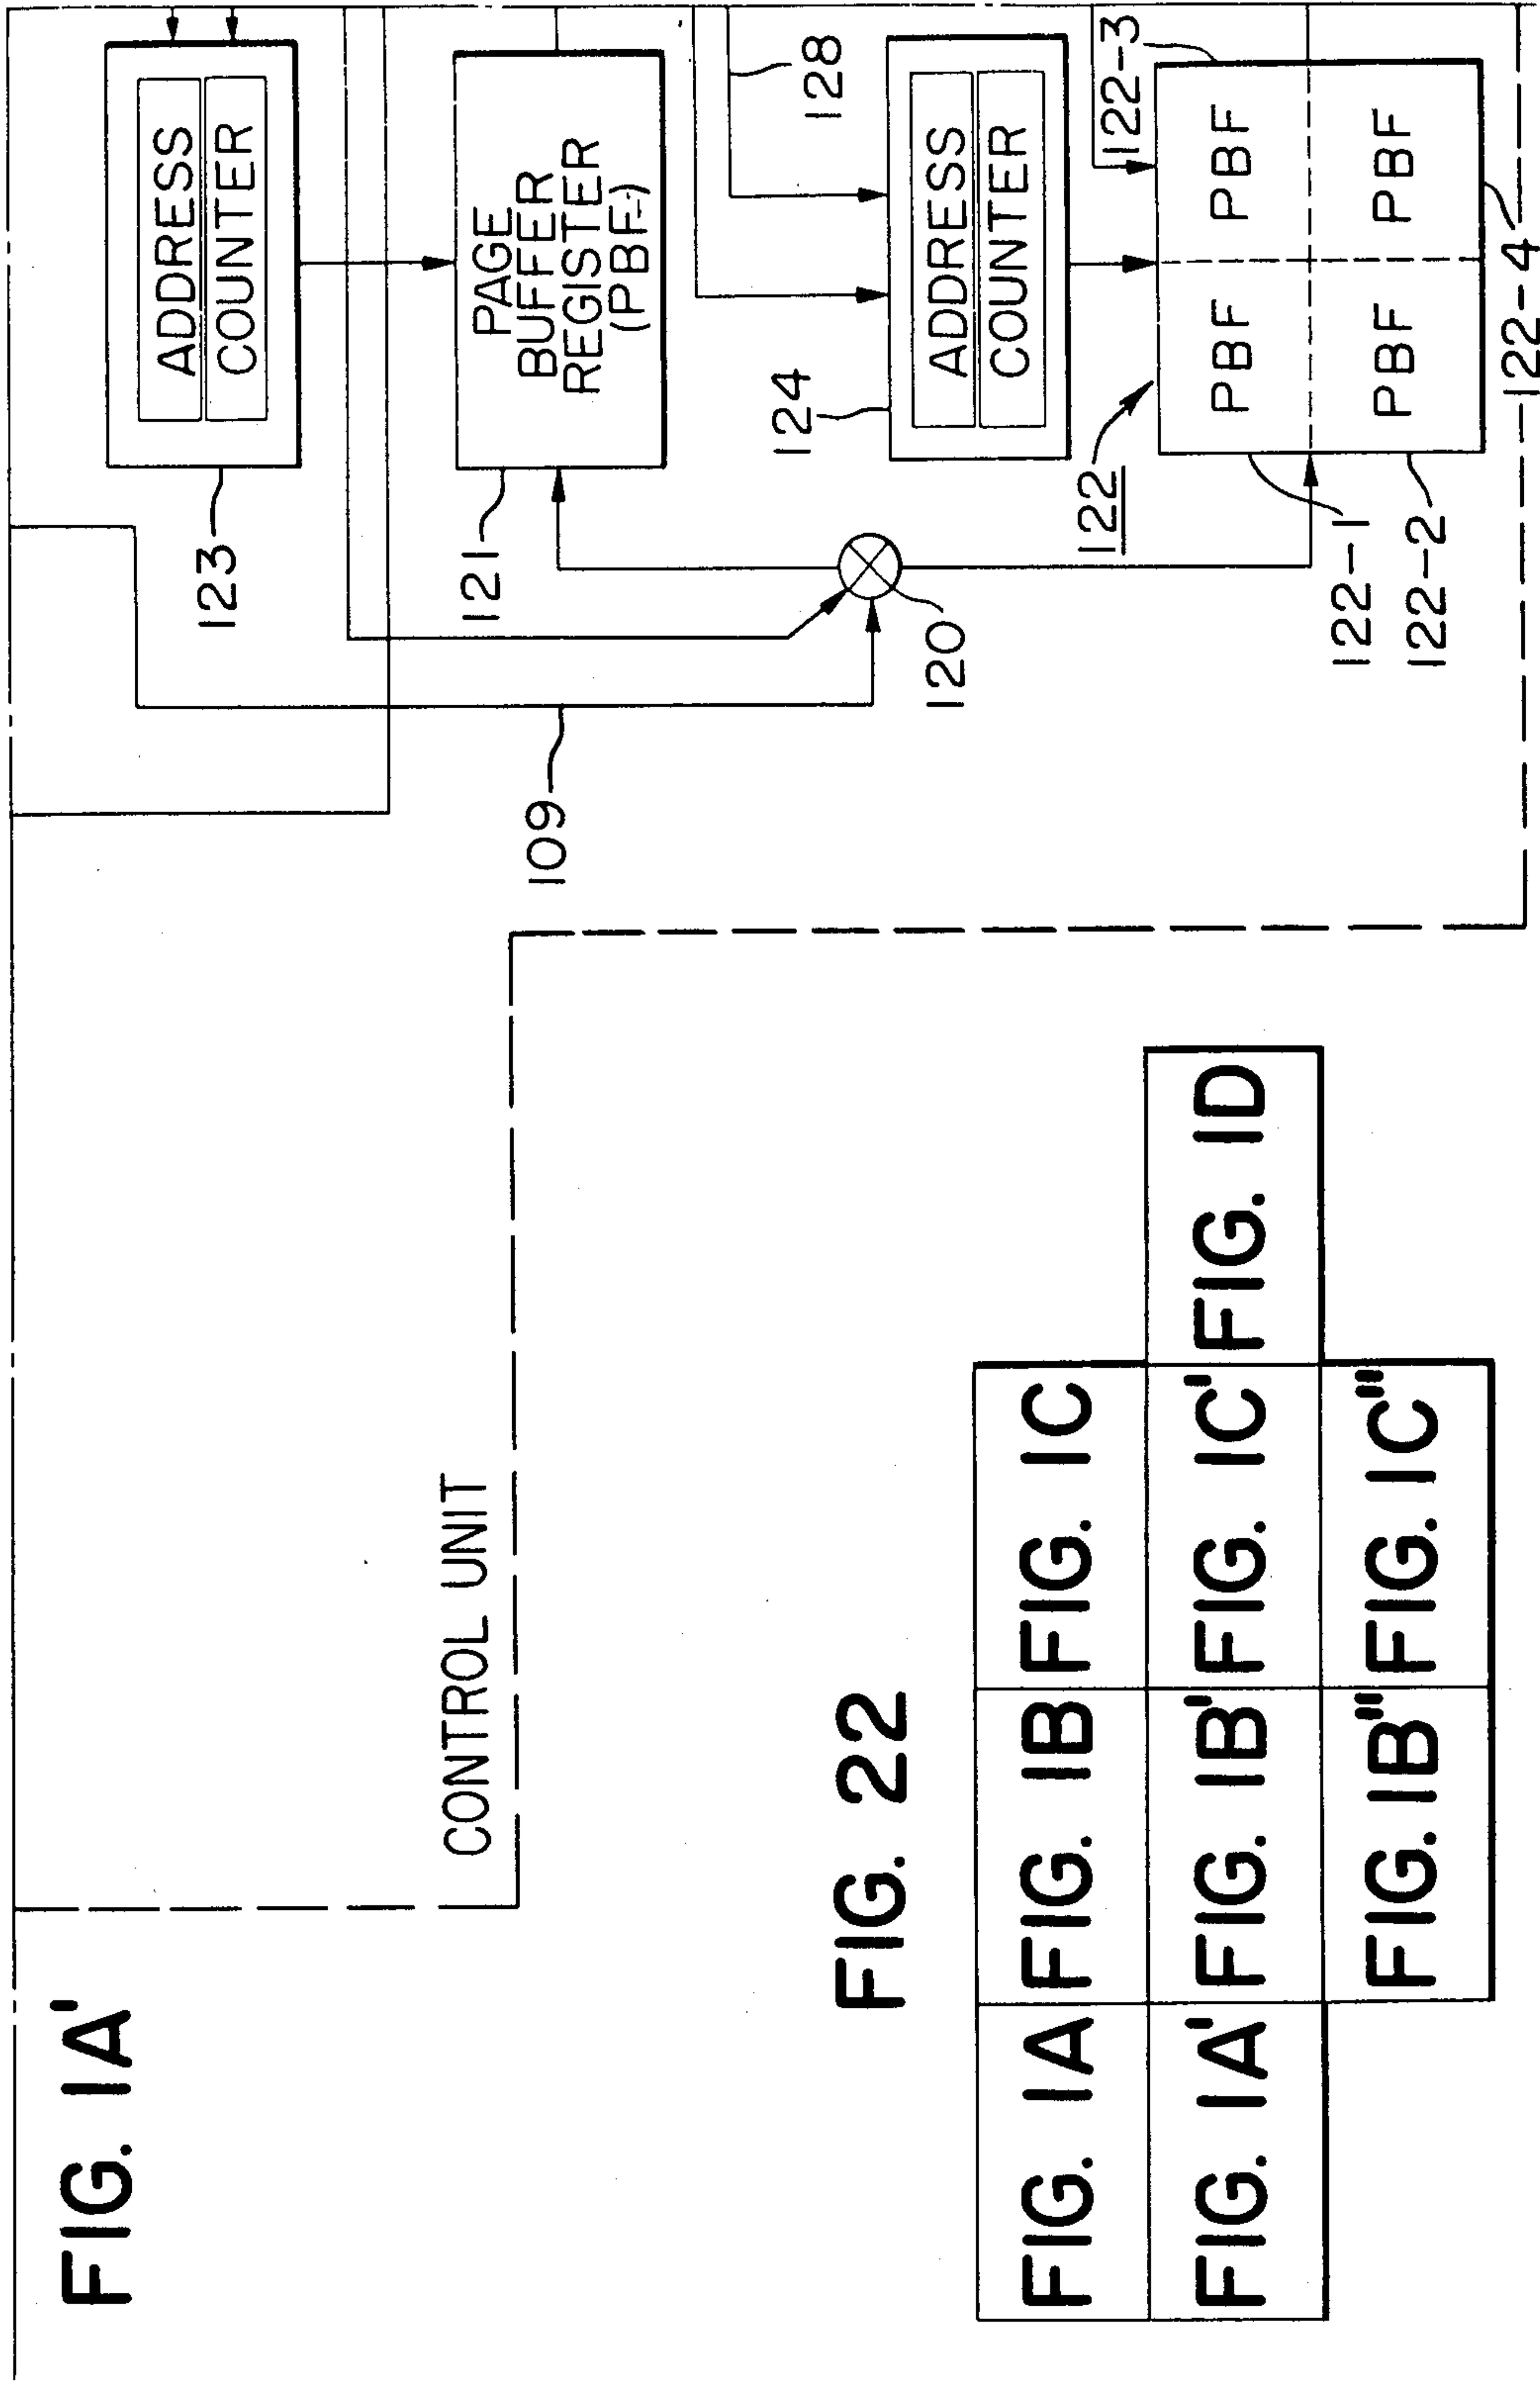 FIG. 1A'
CONTROL UNIT
109
123
ADDRESS
COUNTER
121
PAGE
BUFFER
REGISTER
(PBF)
120
128
124
ADDRESS
COUNTER
122
122-3
PBF
PBF
PBF
PBF
122-1
122-2
122-4
FIG. 22
FIG. 1A
FIG. 1B
FIG. 1C
FIG. 1A'
FIG. 1B'
FIG. 1C'
FIG. 1D
FIG. 1B"
FIG. 1C"